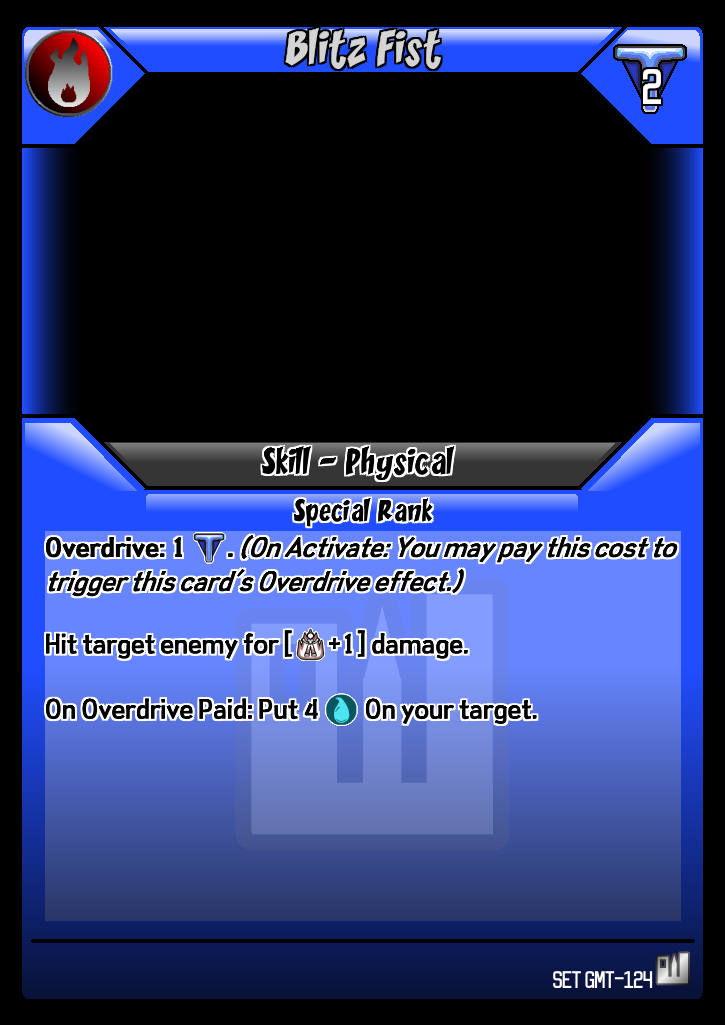 Blitz Fist
2
Skill - Physical
Special Rank
Overdrive: 1 . (On Activate: You may pay this cost to
trigger this card's Overdrive effect.)
Hit target enemy for [ +1] damage.
On Overdrive Paid: Put 4 On your target.
SET GMT-124